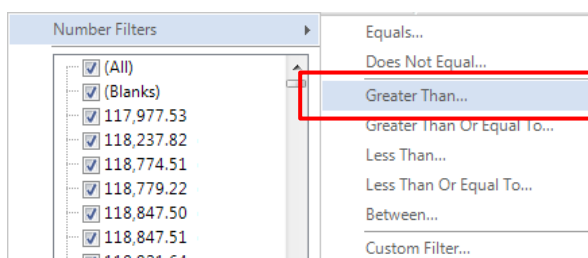 Number Filters
(All)
(Blanks)
117,977.53
118,237.82
118,774.51
118,779.22
118,847.50
118,847.51
Equals...
Does Not Equal...
Greater Than...
Greater Than Or Equal To...
Less Than...
Less Than Or Equal To...
Between...
Custom Filter...